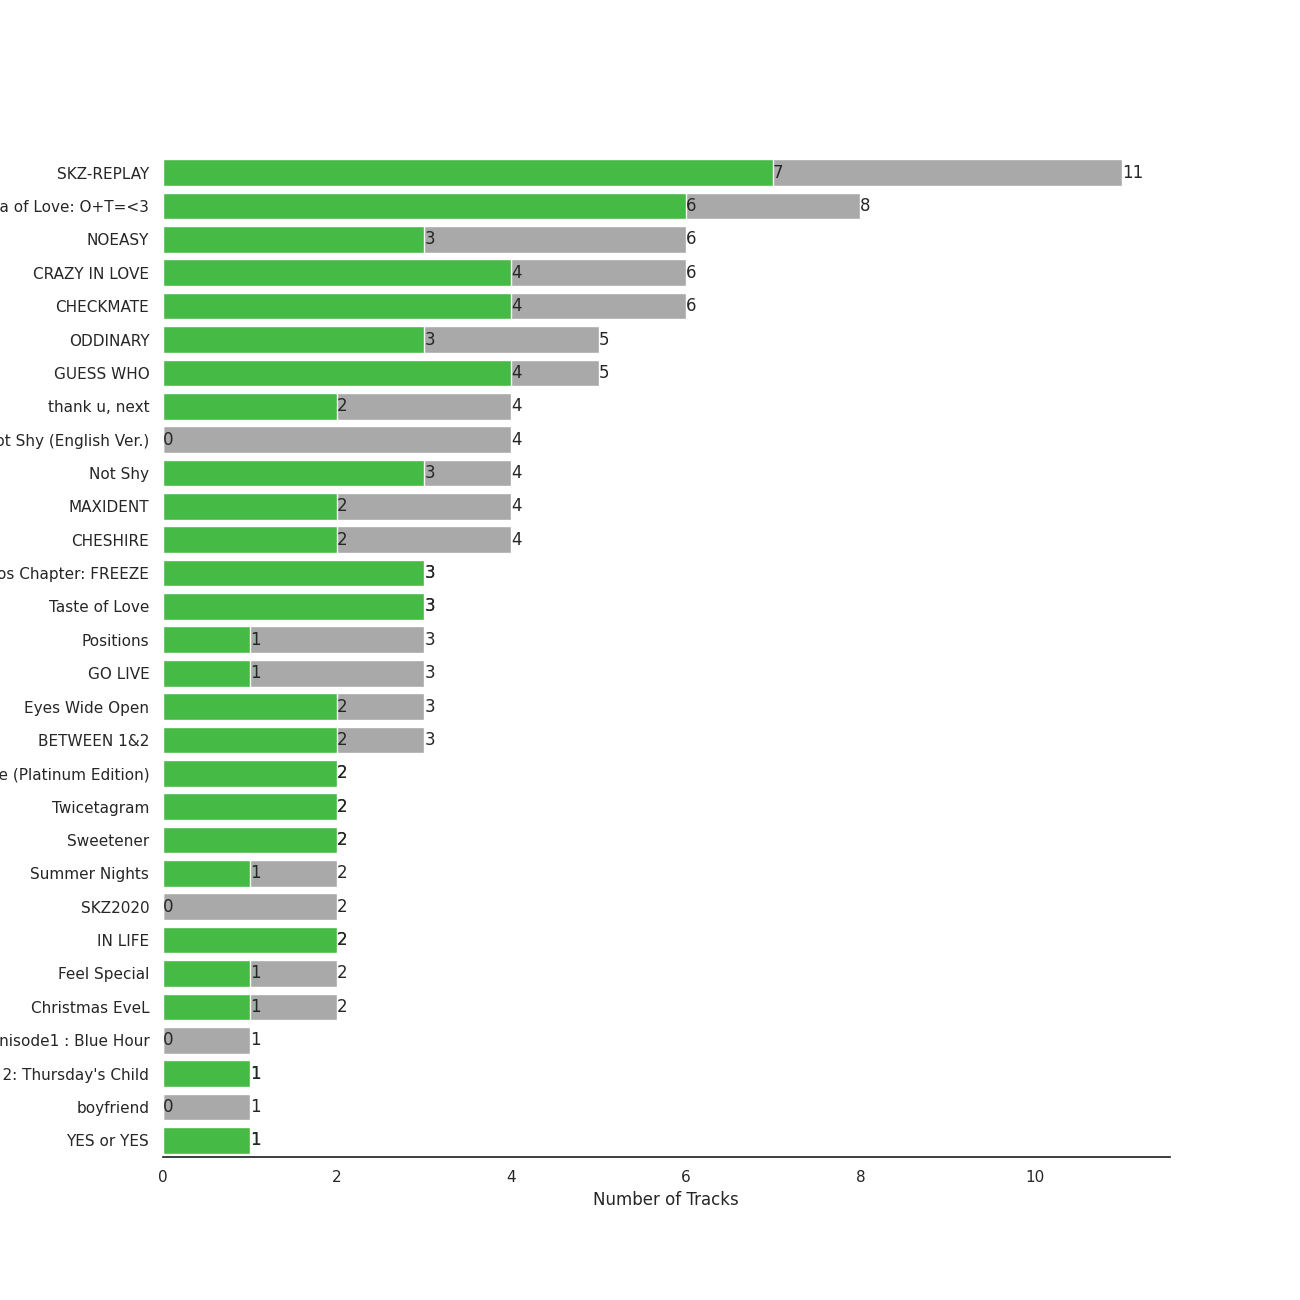 SKZ-REPLAY 7 11
a of Love: O+T=<3 6 8
NOEASY 3 6
CRAZY IN LOVE 4 6
CHECKMATE 4 6
ODDINARY 3 5
GUESS WHO 4 5
thank u, next 2 4
ot Shy (English Ver.) 0 4
Not Shy 3 4
MAXIDENT 2 4
CHESHIRE 2 4
os Chapter: FREEZE 3
Taste of Love 3
Positions 1 3
GO LIVE 1 3
Eyes Wide Open 2 3
BETWEEN 1&2 2 3
e (Platinum Edition) 2
Twicetagram 2
Sweetener 2
Summer Nights 1 2
SKZ2020 0 2
IN LIFE 2
Feel Special 1 2
Christmas EveL 1 2
nisode1 : Blue Hour 0 1
2: Thursday's Child 1
boyfriend 0 1
YES or YES 1
0 2 4 6 8 10
Number of Tracks